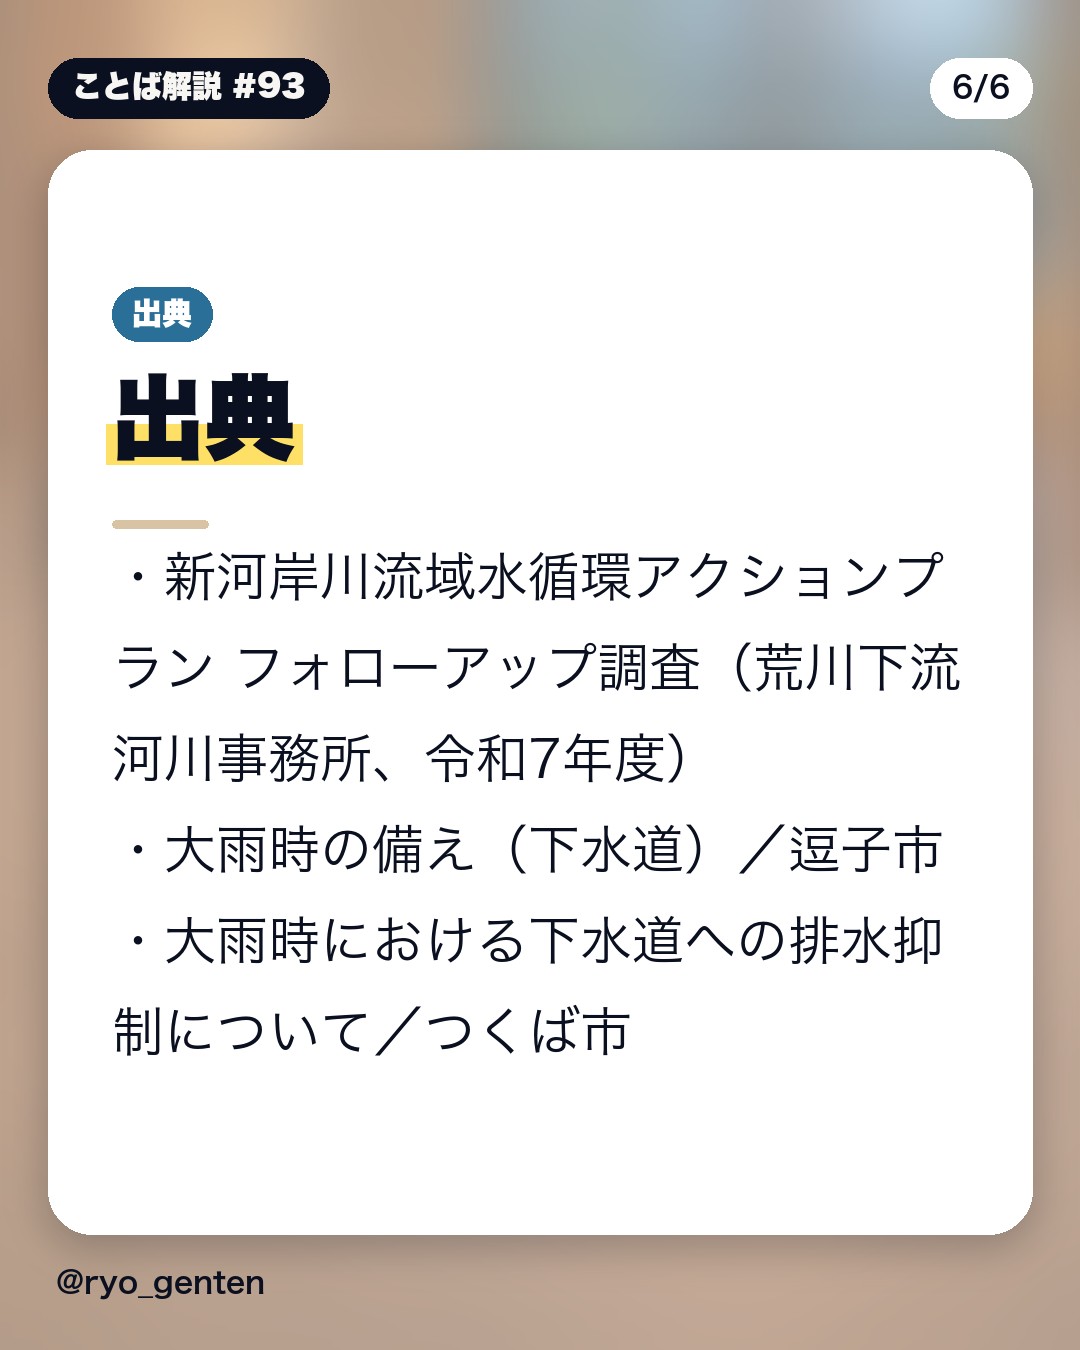 ことば解説 #93
6/6
出典
出典
・新河岸川流域水循環アクションプ
ラン フォローアップ調査（荒川下流
河川事務所、令和7年度）
・大雨時の備え（下水道）／逗子市
・大雨時における下水道への排水抑
制について／つくば市
@ryo_genten